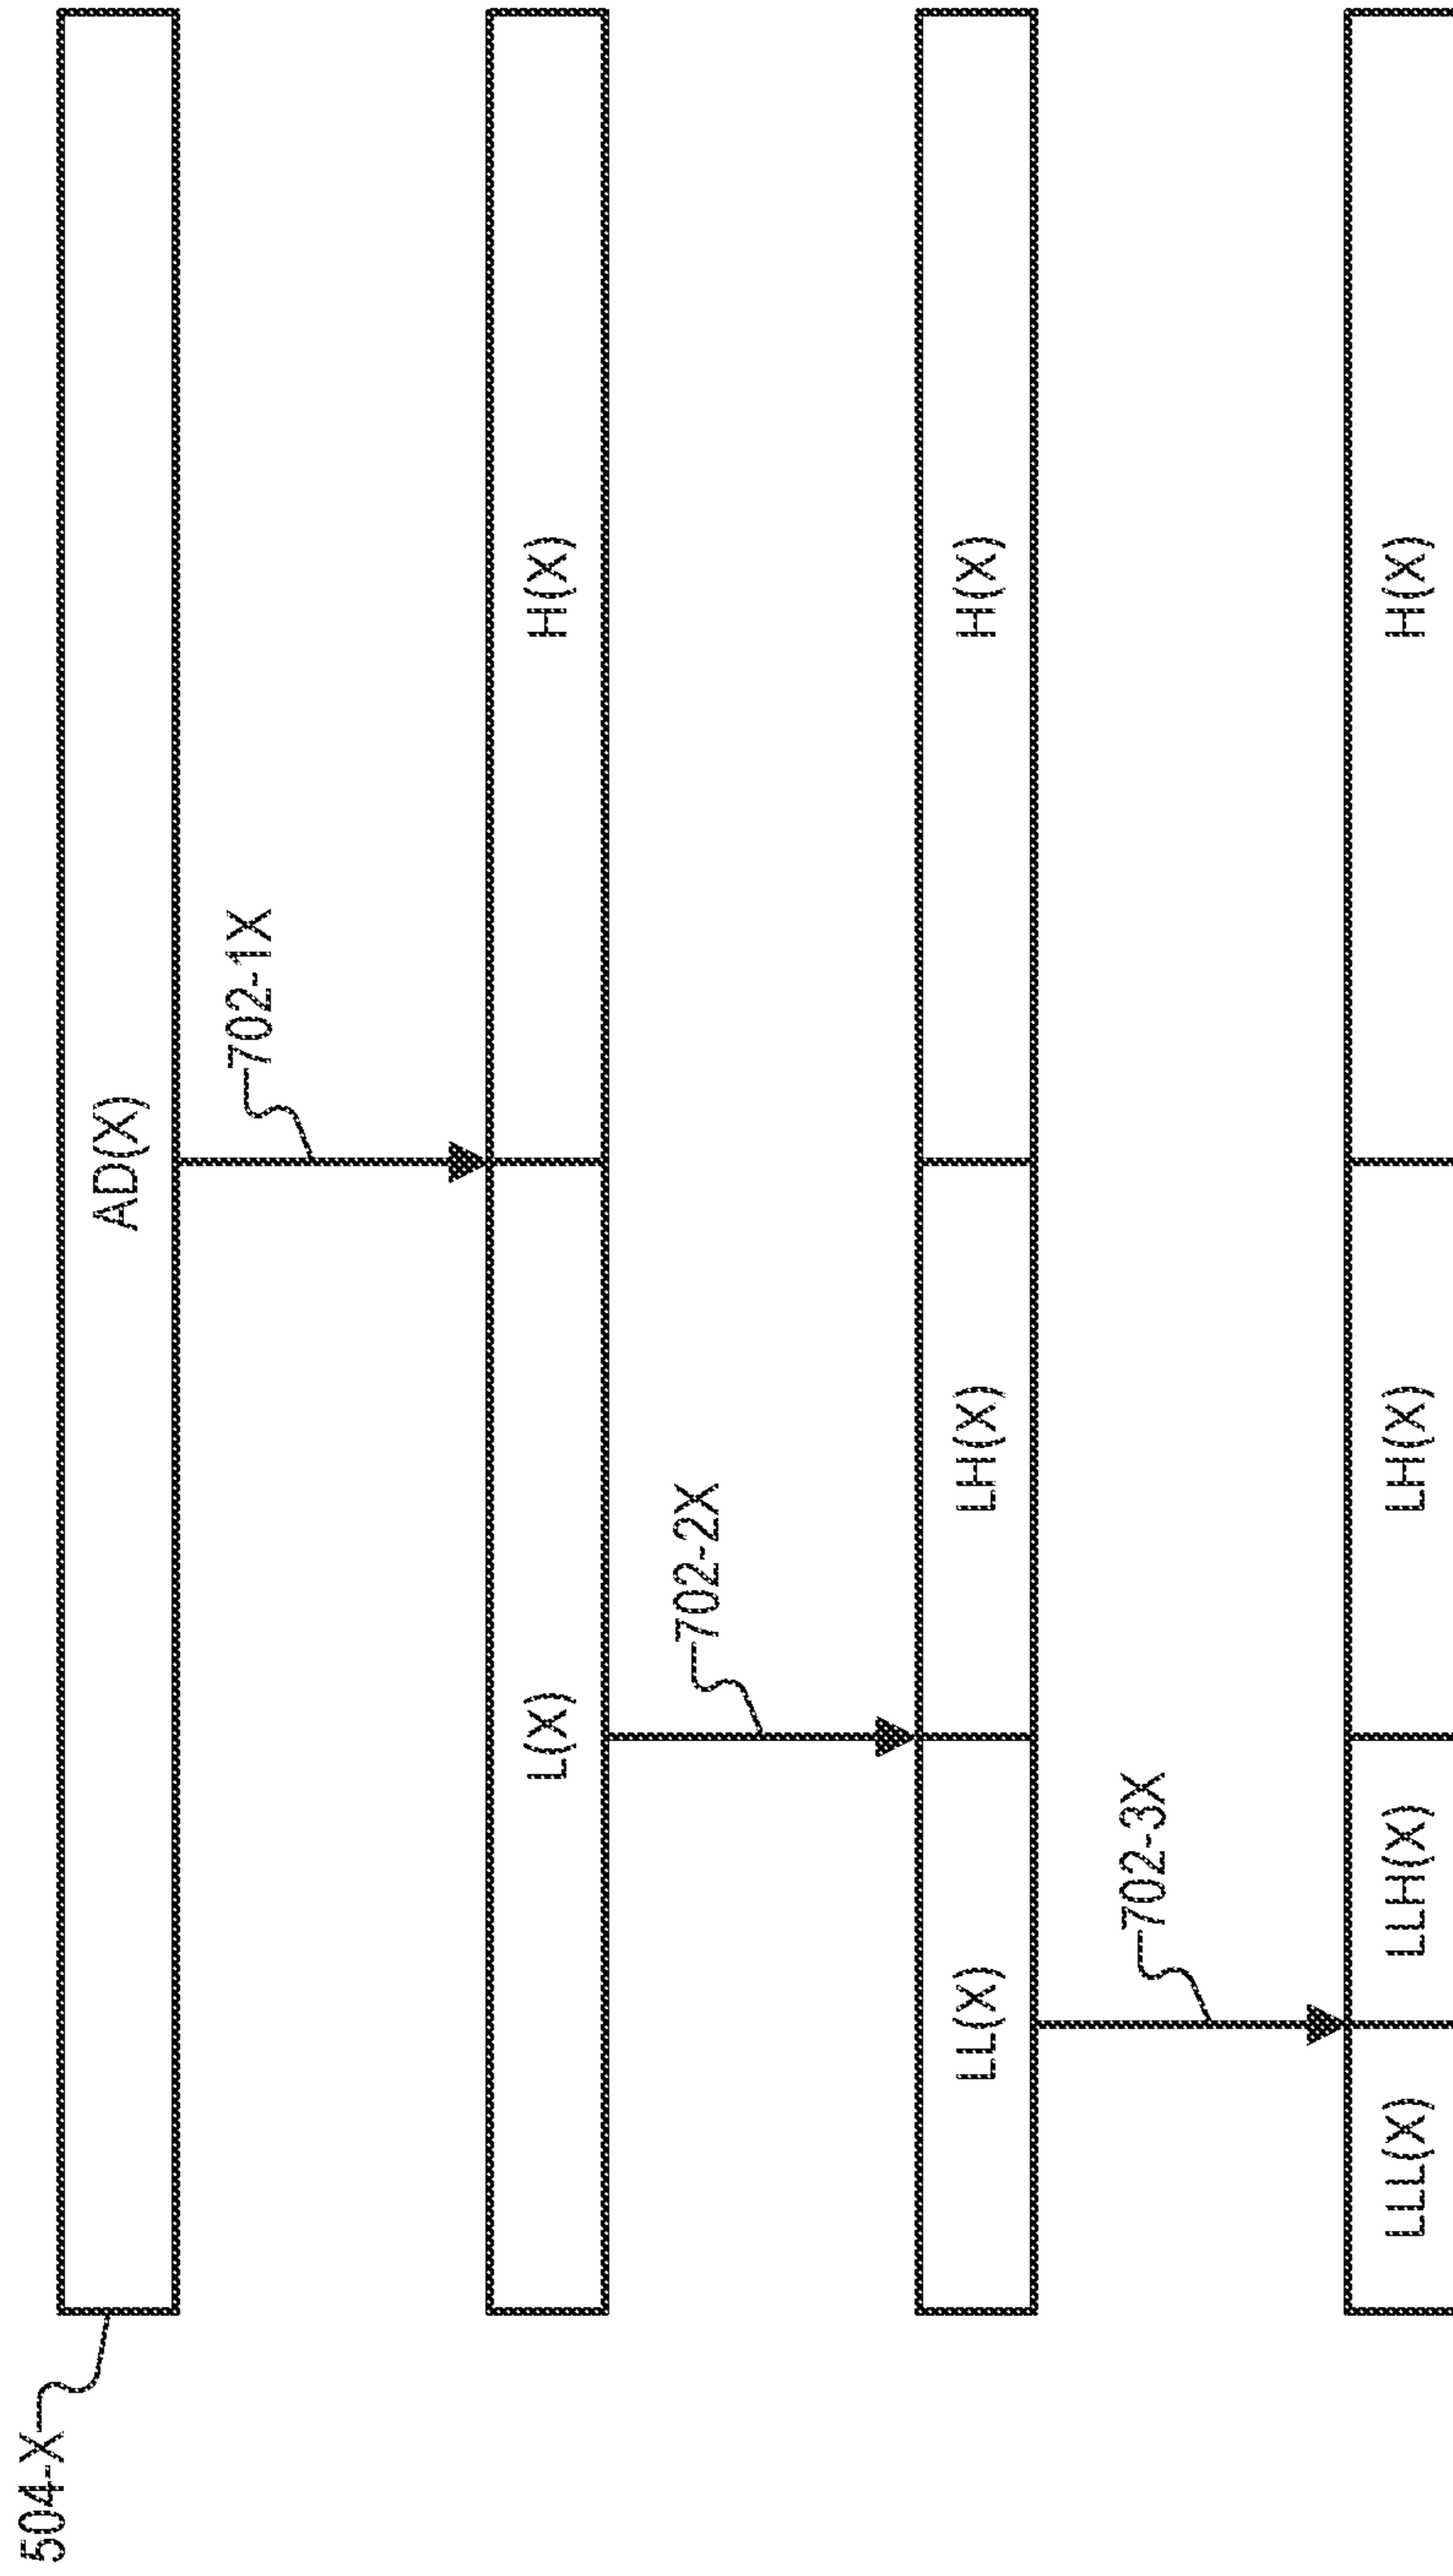 504-X
AD(X)
702-1X
L(X) H(X)
702-2X
LL(X) LH(X) H(X)
702-3X
LLL(X) LLH(X) LH(X) H(X)